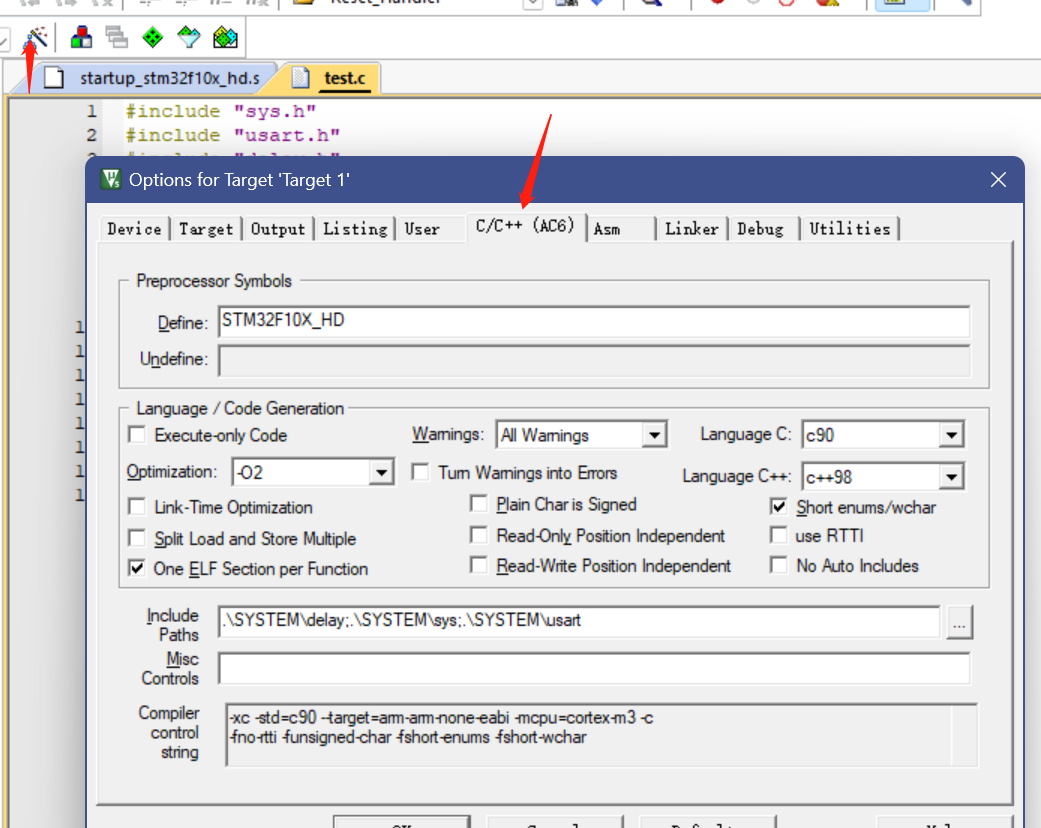 Reset_Handler
startup_stm32f10x_hd.s test.c
1 #include "sys.h"
2 #include "usart.h"
Options for Target 'Target 1'
Device Target Output Listing User C/C++ (AC6) Asm Linker Debug Utilities
Preprocessor Symbols
Define: STM32F10X_HD
Undefine:
Language / Code Generation
Execute-only Code Warnings: All Warnings Language C: c90
Optimization: -O2 Turn Warnings into Errors Language C++: c++98
Link-Time Optimization Plain Char is Signed Short enums/wchar
Split Load and Store Multiple Read-Only Position Independent use RTTI
One ELF Section per Function Read-Write Position Independent No Auto Includes
Include
Paths
.\SYSTEM\delay;.\SYSTEM\sys;.\SYSTEM\usart
...
Misc
Controls
Compiler
control
string
-xc -std=c90 --target=arm-arm-none-eabi -mcpu=cortex-m3 -c
-fno-rtti -funsigned-char -fshort-enums -fshort-wchar